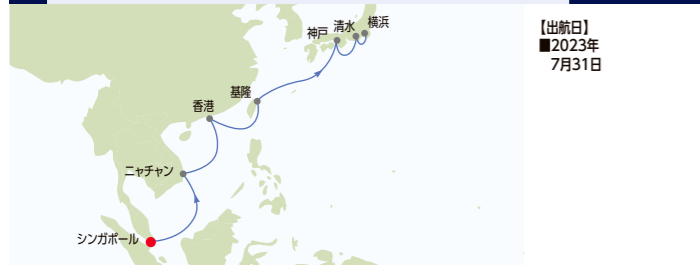 神戸 清水 横浜
基隆
香港
ニャチャン
シンガポール
【出航日】
■2023年
7月31日